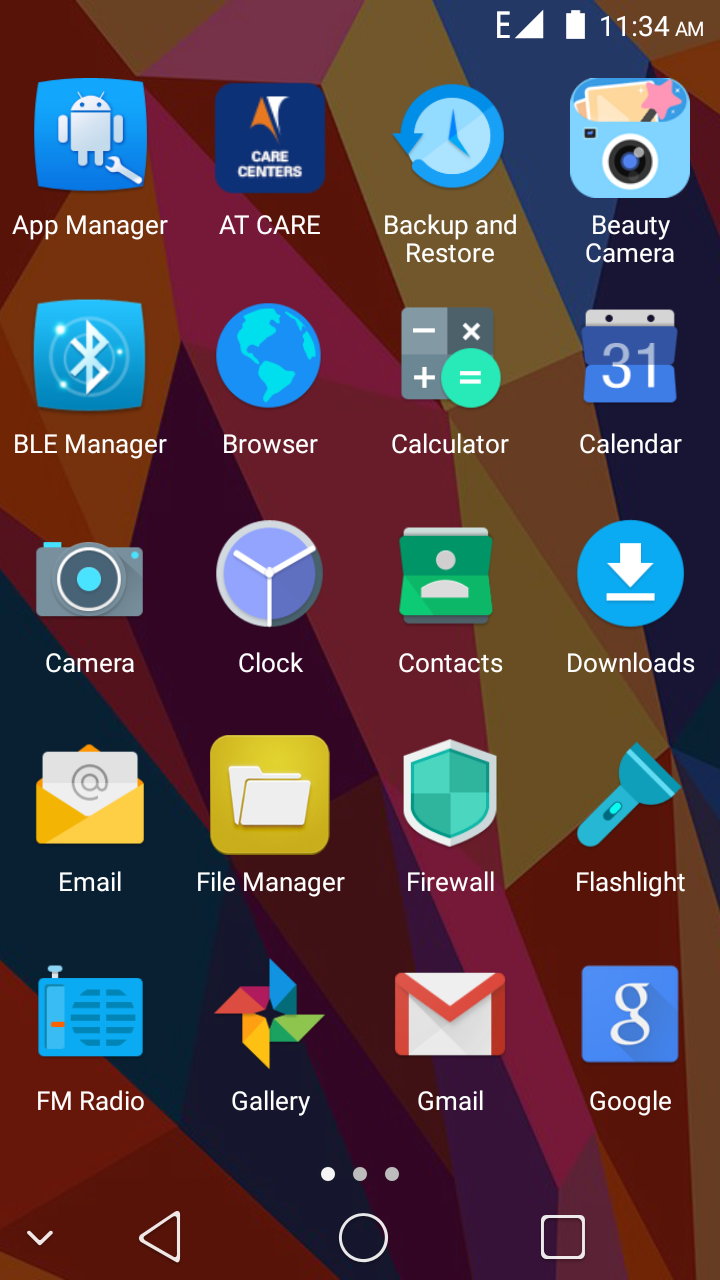 E 11:34 AM
CARE
CENTERS
App Manager
AT CARE
Backup and
Restore
Beauty
Camera
31
BLE Manager
Browser
Calculator
Calendar
Camera
Clock
Contacts
Downloads
@
Email
File Manager
Firewall
Flashlight
g
FM Radio
Gallery
Gmail
Google